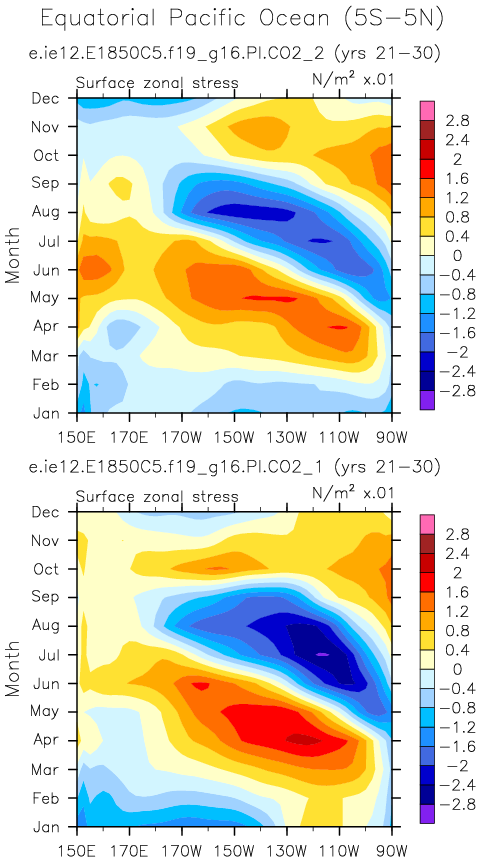 Equatorial Pacific Ocean (5S-5N)
e.ie12.E1850C5.f19_g16.PI.CO2_2 (yrs 21-30)
Surface zonal stress N/m² x.01
Dec
Nov
Oct
Sep
Aug
Jul
Jun
May
Apr
Mar
Feb
Jan
Month
150E 170E 170W 150W 130W 110W 90W
2.8
2.4
2
1.6
1.2
0.8
0.4
0
-0.4
-0.8
-1.2
-1.6
-2
-2.4
-2.8
e.ie12.E1850C5.f19_g16.PI.CO2_1 (yrs 21-30)
Surface zonal stress N/m² x.01
Dec
Nov
Oct
Sep
Aug
Jul
Jun
May
Apr
Mar
Feb
Jan
Month
150E 170E 170W 150W 130W 110W 90W
2.8
2.4
2
1.6
1.2
0.8
0.4
0
-0.4
-0.8
-1.2
-1.6
-2
-2.4
-2.8